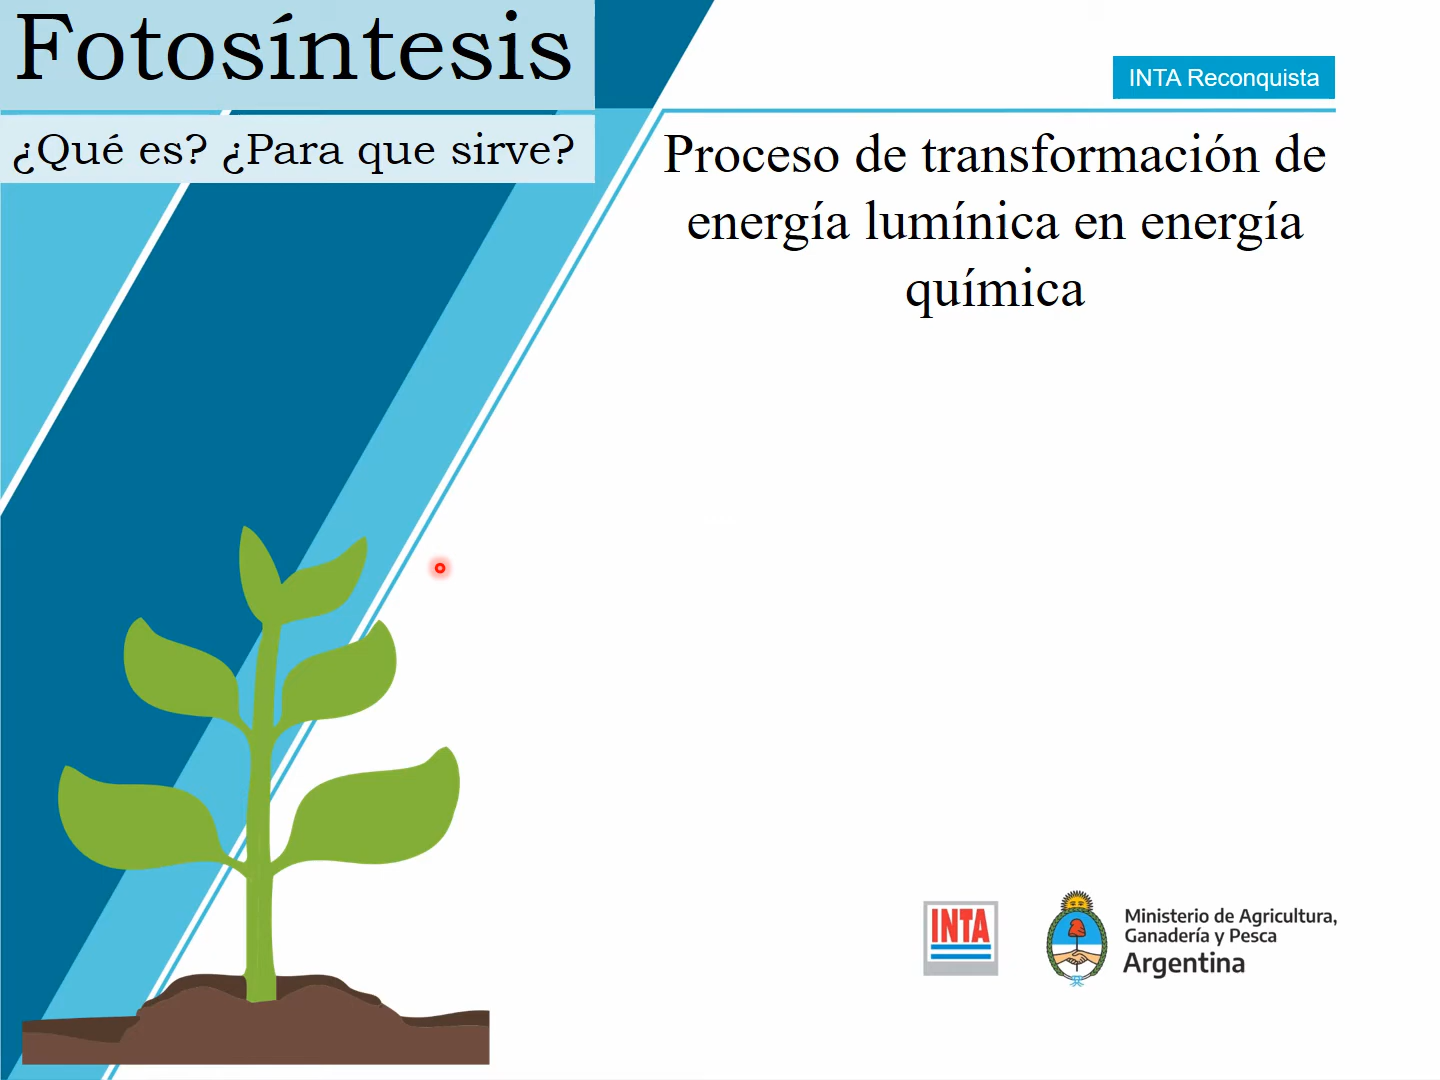 Fotosíntesis
¿Qué es? ¿Para que sirve?
INTA Reconquista
Proceso de transformación de
energía lumínica en energía
química
INTA
Ministerio de Agricultura,
Ganadería y Pesca
Argentina